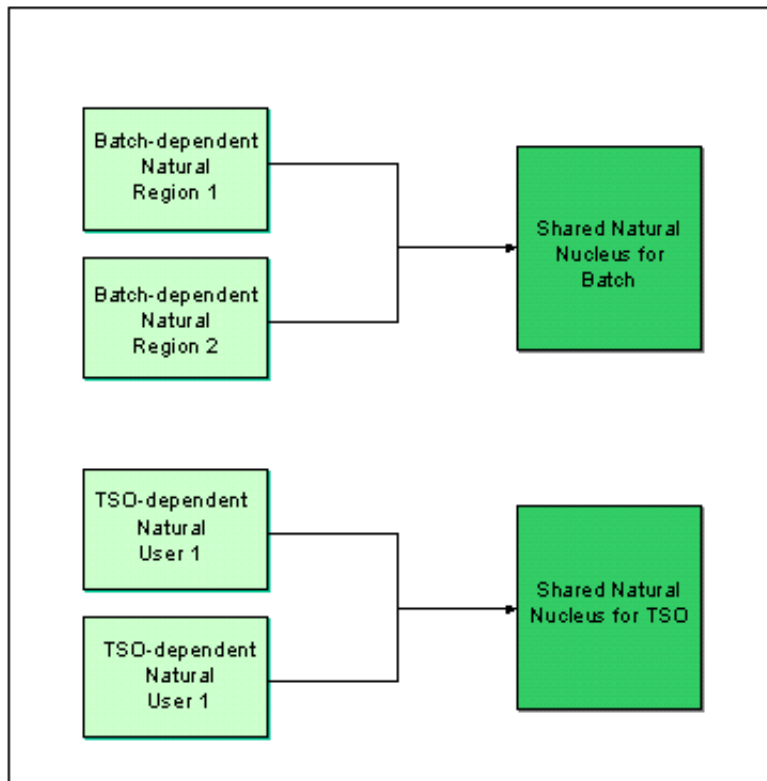 Batch-dependent
Natural
Region 1
Shared Natural
Nucleus for
Batch
Batch-dependent
Natural
Region 2
TSO-dependent
Natural
User 1
Shared Natural
Nucleus for TSO
TSO-dependent
Natural
User 1